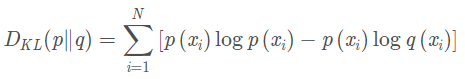 D_{KL}(p||q) = \sum_{i=1}^{N} [p(x_i) log p(x_i) − p(x_i) log q(x_i)]